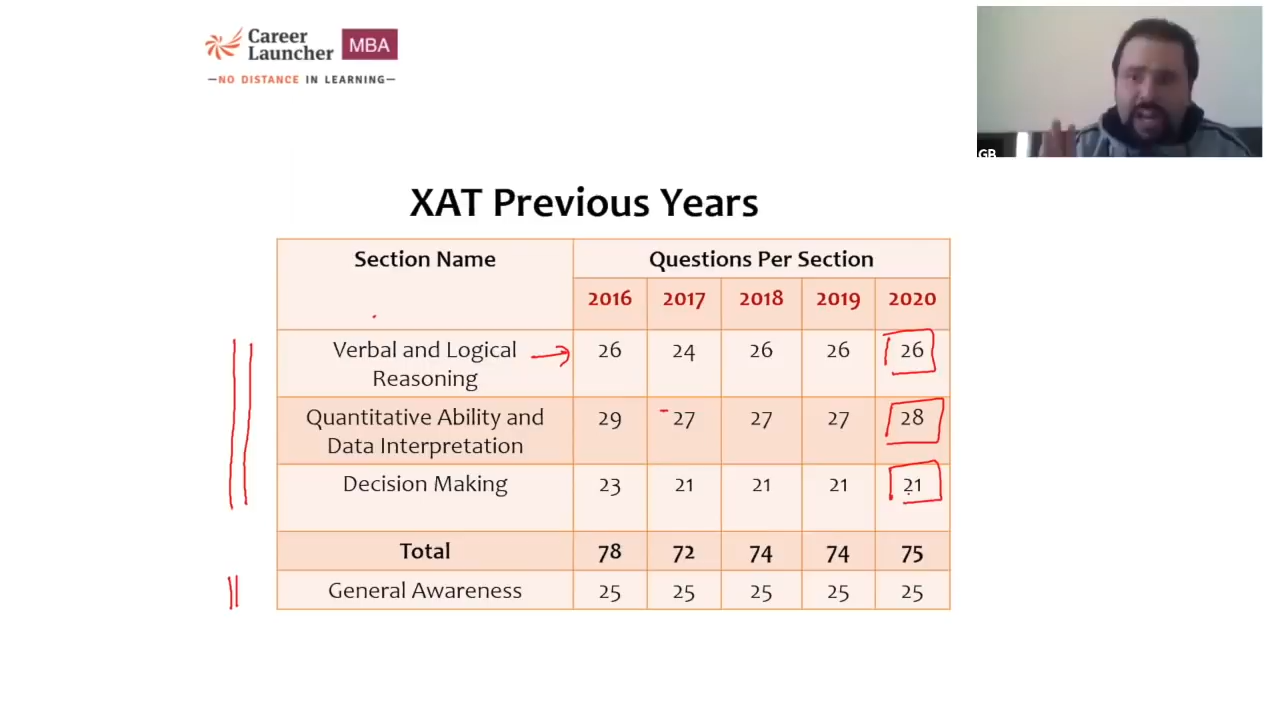 Career
Launcher
MBA
—NO DISTANCE IN LEARNING—
GB
XAT Previous Years
Section Name Questions Per Section
2016 2017 2018 2019 2020
Verbal and Logical Reasoning 26 24 26 26 26
Quantitative Ability and Data Interpretation 29 27 27 27 28
Decision Making 23 21 21 21 21
Total 78 72 74 74 75
General Awareness 25 25 25 25 25